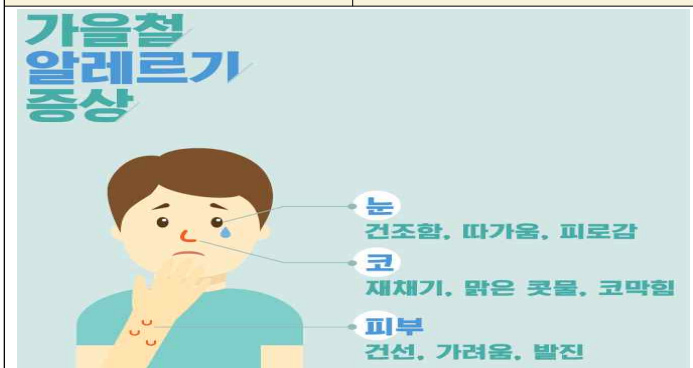 가을철
알레르기
증상
눈
건조함, 따가움, 피로감
코
재채기, 맑은 콧물, 코막힘
피부
건선, 가려움, 발진